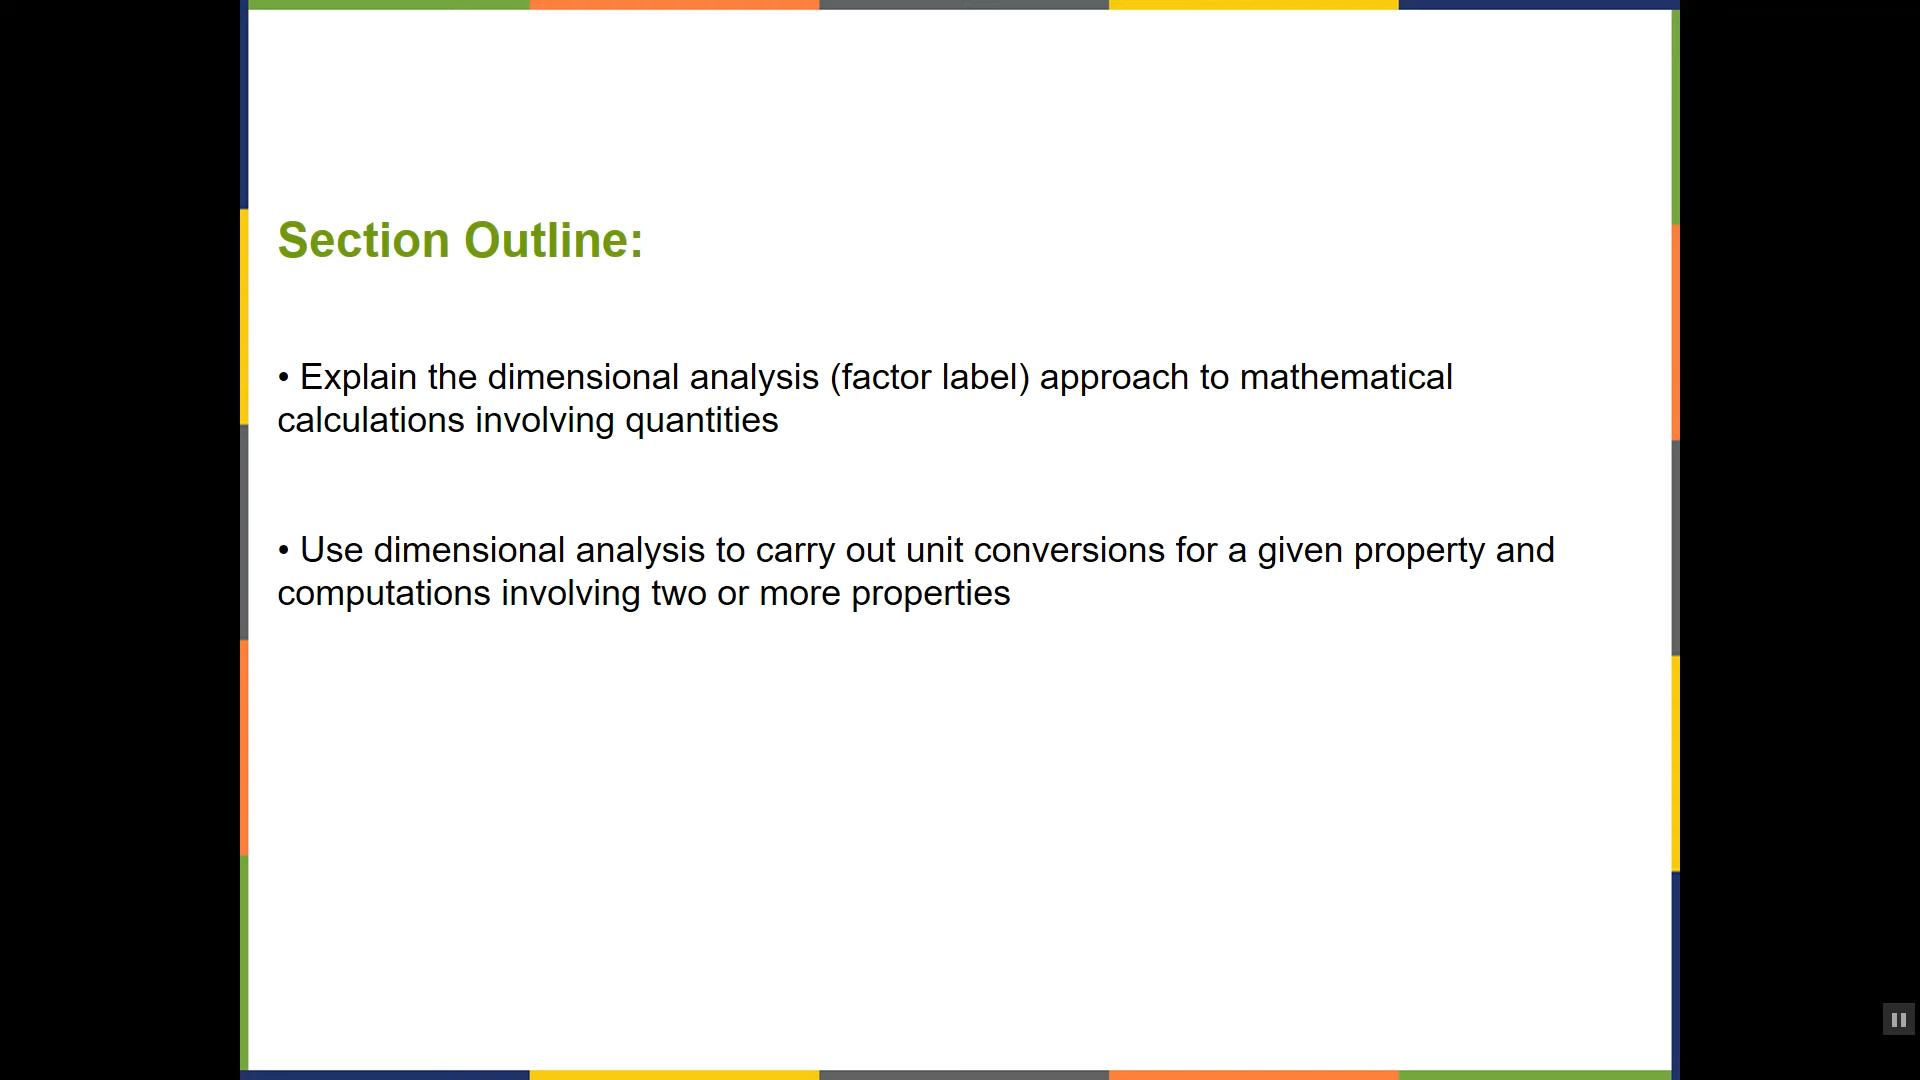 Section Outline:
• Explain the dimensional analysis (factor label) approach to mathematical
calculations involving quantities
• Use dimensional analysis to carry out unit conversions for a given property and
computations involving two or more properties